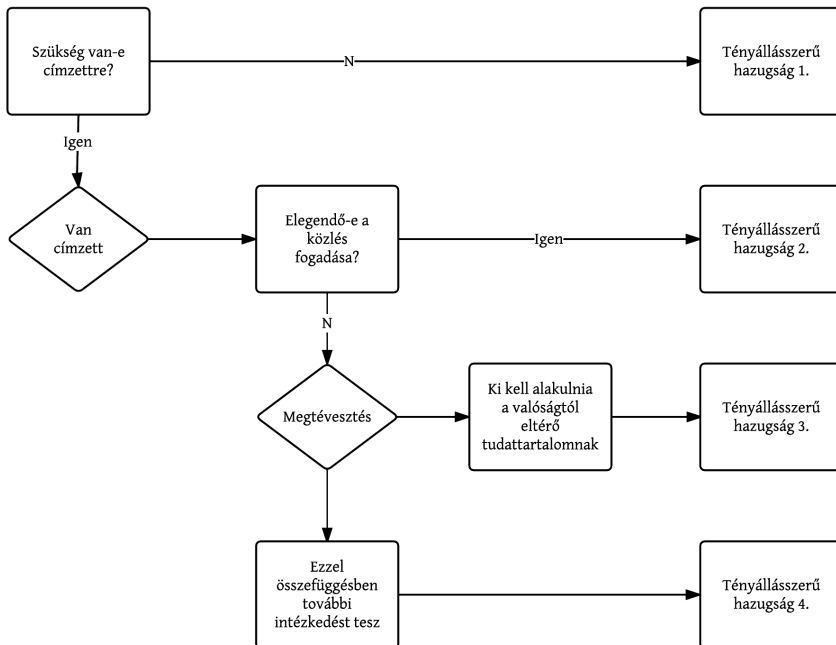 Szükség van-e
címzettre?
N
Tényállásszerű
hazugság 1.
Igen
Van
címzett
Elegendő-e a
közlés
fogadása?
Igen
Tényállásszerű
hazugság 2.
N
Megtévesztés
Ki kell alakulnia
a valóságtól
eltérő
tudattartalomnak
Tényállásszerű
hazugság 3.
Ezzel
összefüggésben
további
intézkedést tesz
Tényállásszerű
hazugság 4.